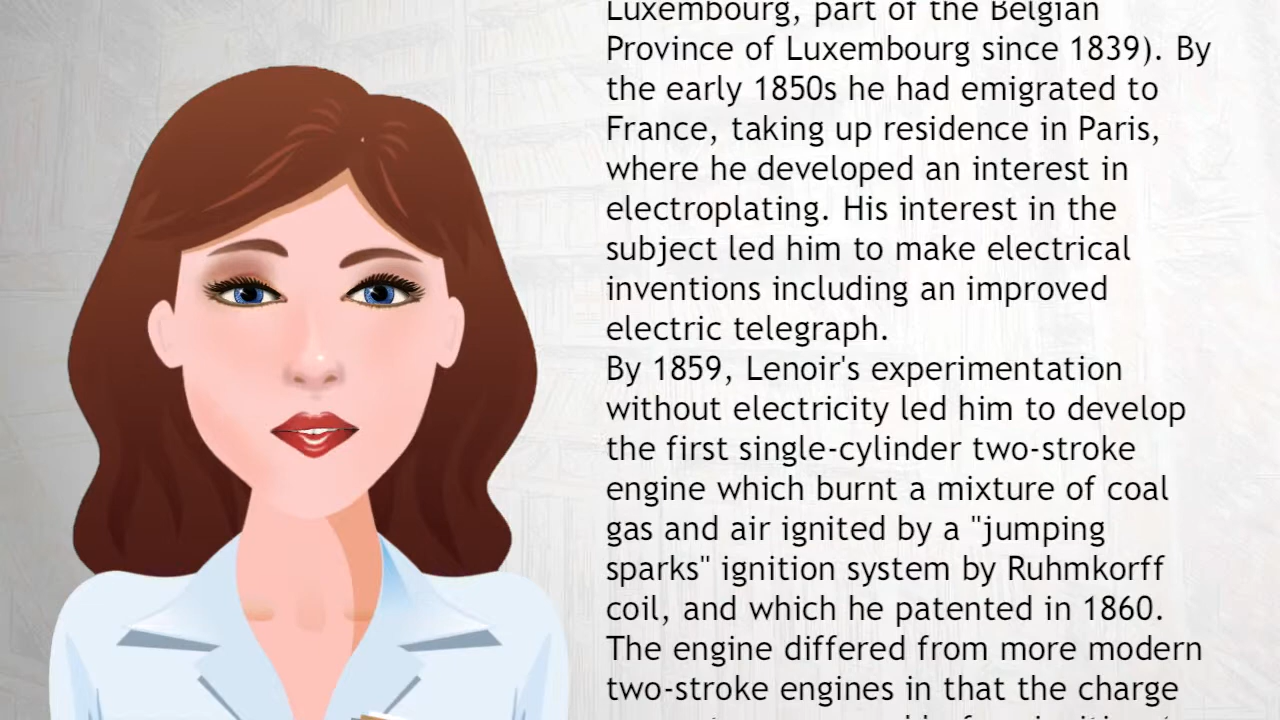 Luxembourg, part of the Belgian
Province of Luxembourg since 1839). By
the early 1850s he had emigrated to
France, taking up residence in Paris,
where he developed an interest in
electroplating. His interest in the
subject led him to make electrical
inventions including an improved
electric telegraph.
By 1859, Lenoir's experimentation
without electricity led him to develop
the first single-cylinder two-stroke
engine which burnt a mixture of coal
gas and air ignited by a "jumping
sparks" ignition system by Ruhmkorff
coil, and which he patented in 1860.
The engine differed from more modern
two-stroke engines in that the charge